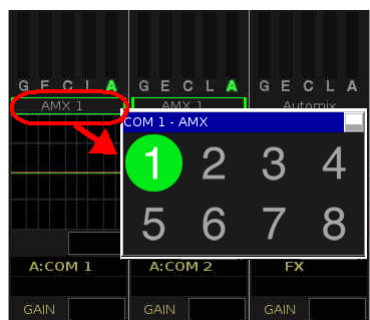 G E C L A G E C L A G E C L A
AMX 1 AMX 1 Automix
COM 1 - AMX
1 2 3 4
5 6 7 8
A:COM 1 A:COM 2 FX
GAIN GAIN GAIN